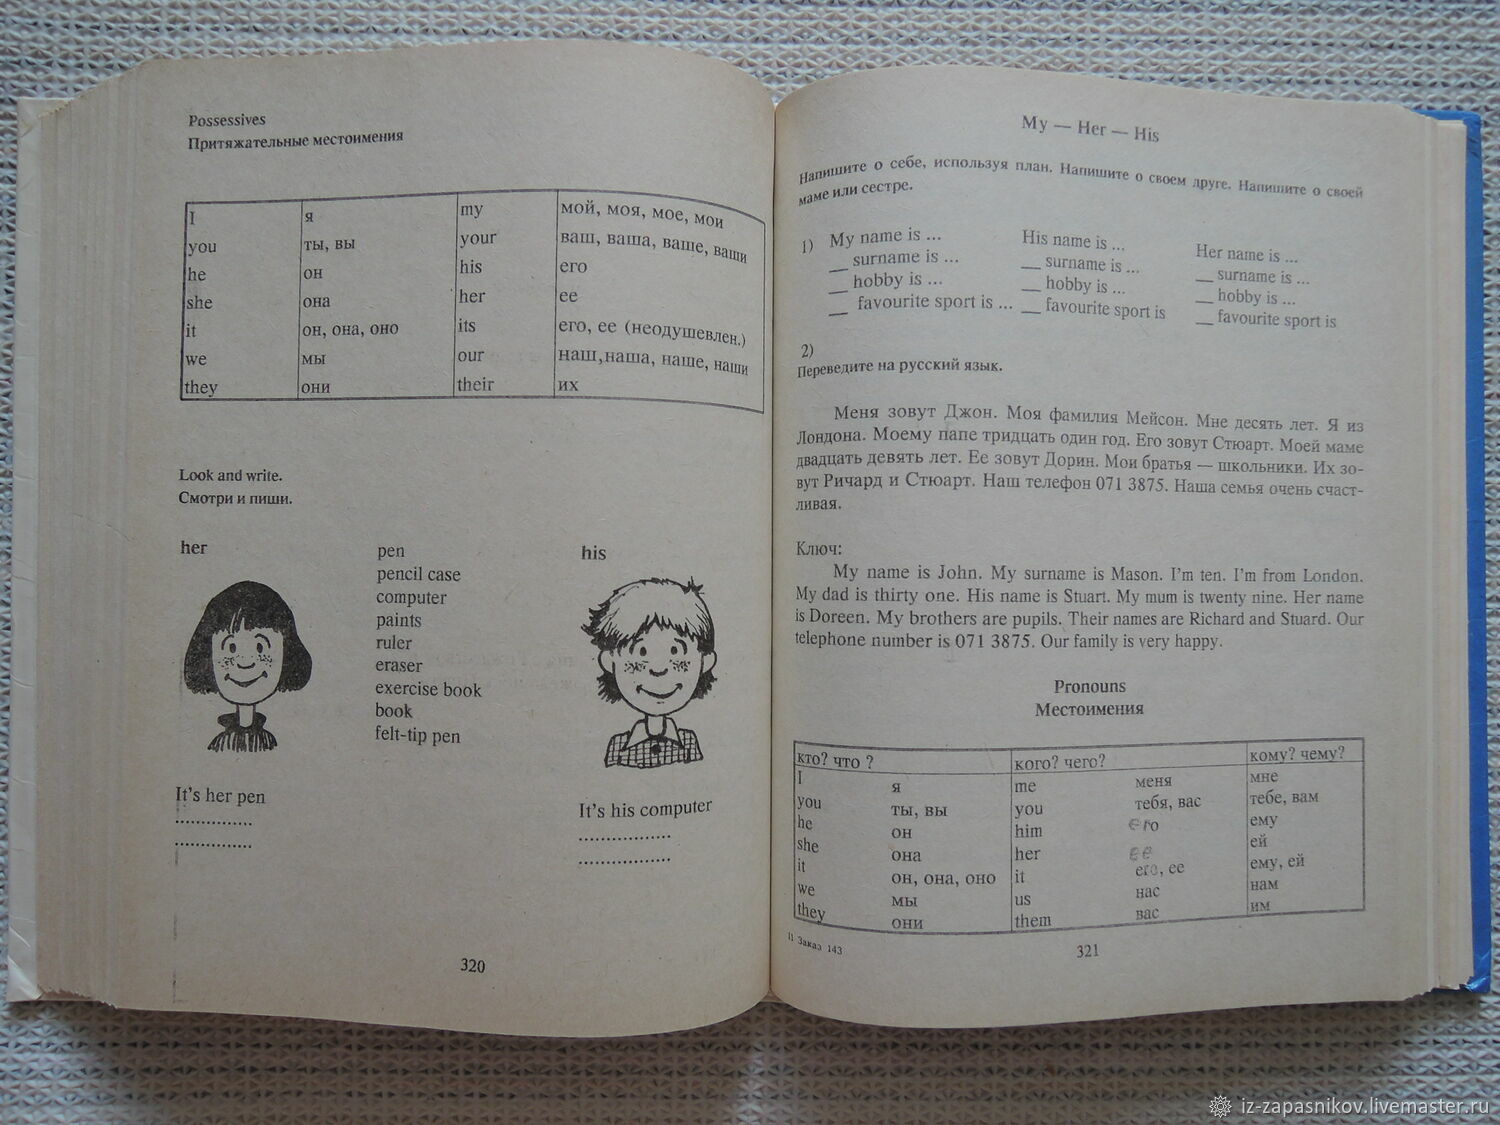 Possessives
Притяжательные местоимения
I я my мой, моя, мое, мои
you ты, вы your ваш, ваша, ваше, ваши
he он his его
she она her ее
it он, она, оно its его, ее (неодушевлен.)
we мы our наш,наша, наше, наши
they они their их
Look and write.
Смотри и пиши.
her
pen
pencil case
computer
paints
ruler
eraser
exercise book
book
felt-tip pen
his
It's her pen
..............
..............
It's his computer
.................
.................
320
My — Her — His
Напишите о себе, используя план. Напишите о своем друге. Напишите о своей
маме или сестре.
1) My name is ... His name is ... Her name is ...
__ surname is ... __ surname is ... __ surname is ...
__ hobby is ... __ hobby is ... __ hobby is ...
__ favourite sport is ... __ favourite sport is __ favourite sport is
2)
Переведите на русский язык.
Меня зовут Джон. Моя фамилия Мейсон. Мне десять лет. Я из
Лондона. Моему папе тридцать один год. Его зовут Стюарт. Моей маме
двадцать девять лет. Ее зовут Дорин. Мои братья — школьники. Их зо-
вут Ричард и Стюарт. Наш телефон 071 3875. Наша семья очень счаст-
ливая.
Ключ:
My name is John. My surname is Mason. I'm ten. I'm from London.
My dad is thirty one. His name is Stuart. My mum is twenty nine. Her name
is Doreen. My brothers are pupils. Their names are Richard and Stuard. Our
telephone number is 071 3875. Our family is very happy.
Pronouns
Местоимения
кто? что ? кого? чего? кому? чему?
I я me меня мне
you ты, вы you тебя, вас тебе, вам
he он him его ему
she она her ее ей
it он, она, оно it его, ее ему, ей
we мы us нас нам
they они them вас им
11 Заказ 143
321
iz-zapasnikov.livemaster.ru